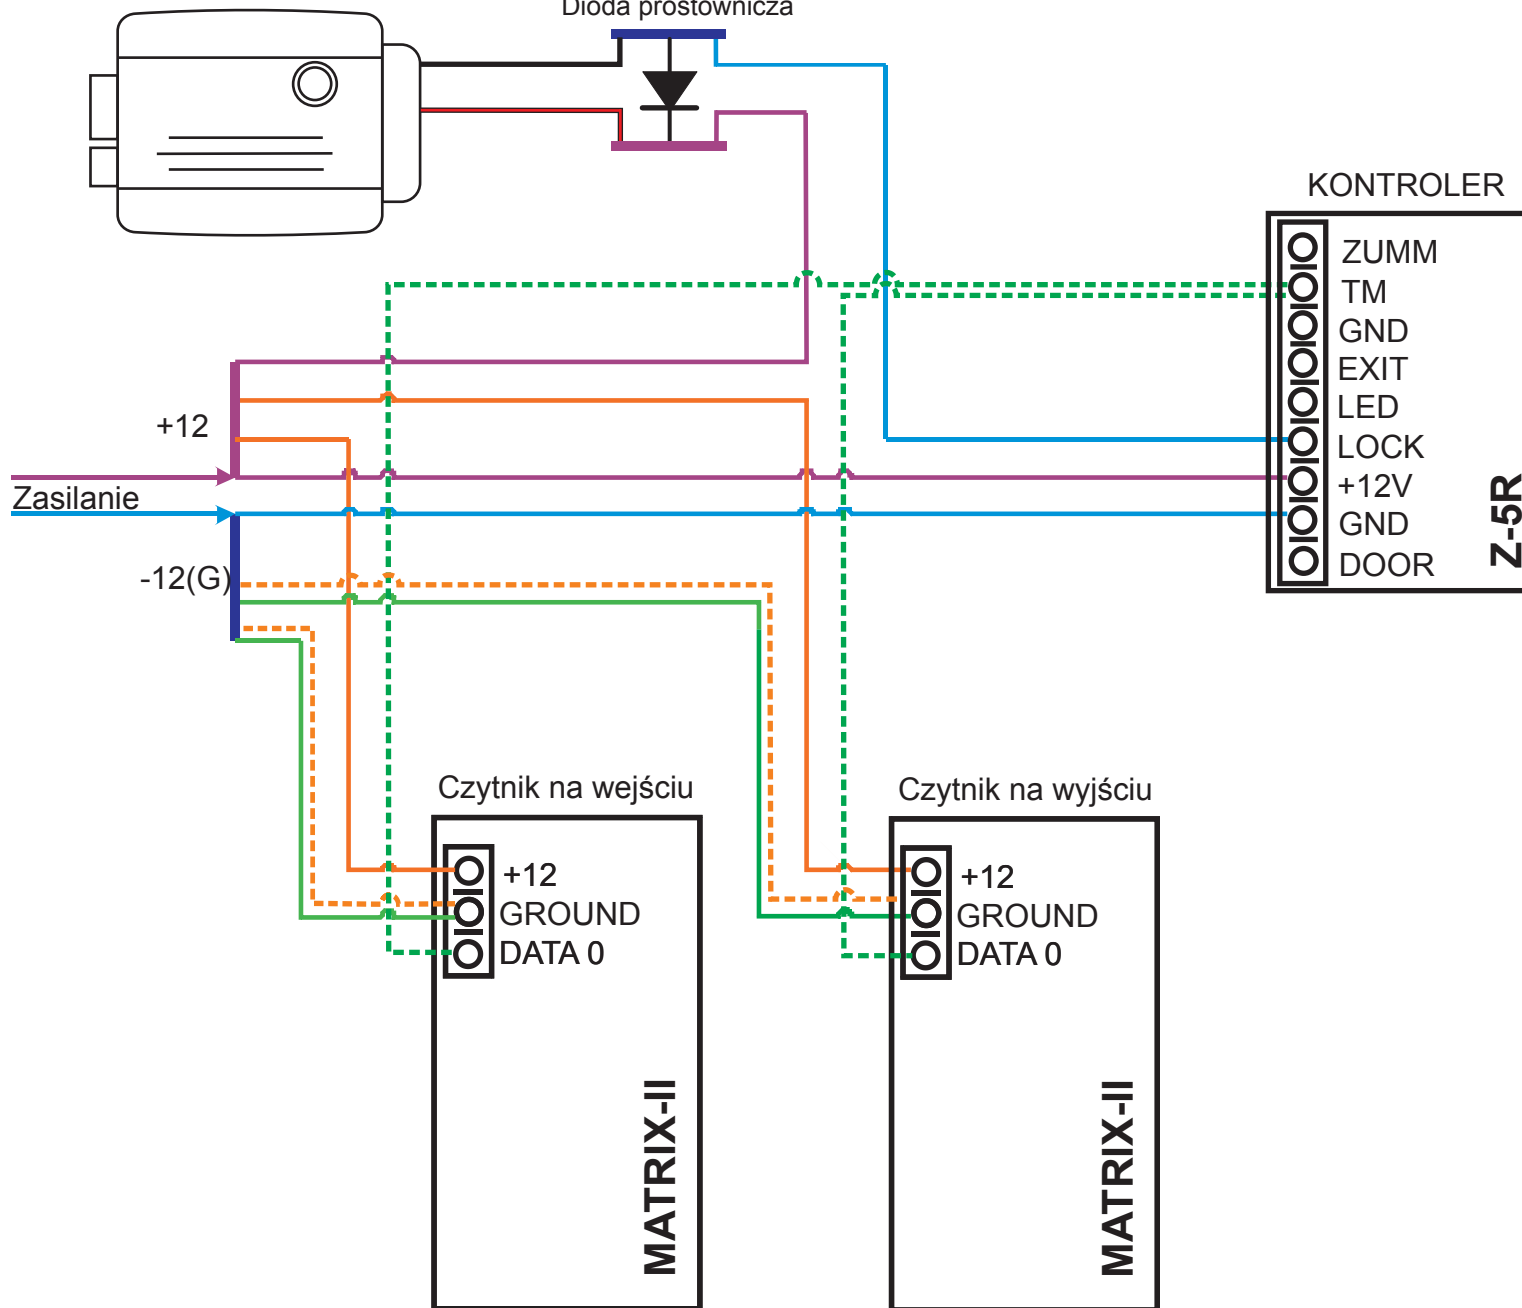 Dioda prostownicza
KONTROLER
ZUMM
TM
GND
EXIT
LED
LOCK
+12V
GND
DOOR
Z-5R
+12
Zasilanie
-12(G)
Czytnik na wejściu
+12
GROUND
DATA 0
MATRIX-II
Czytnik na wyjściu
+12
GROUND
DATA 0
MATRIX-II